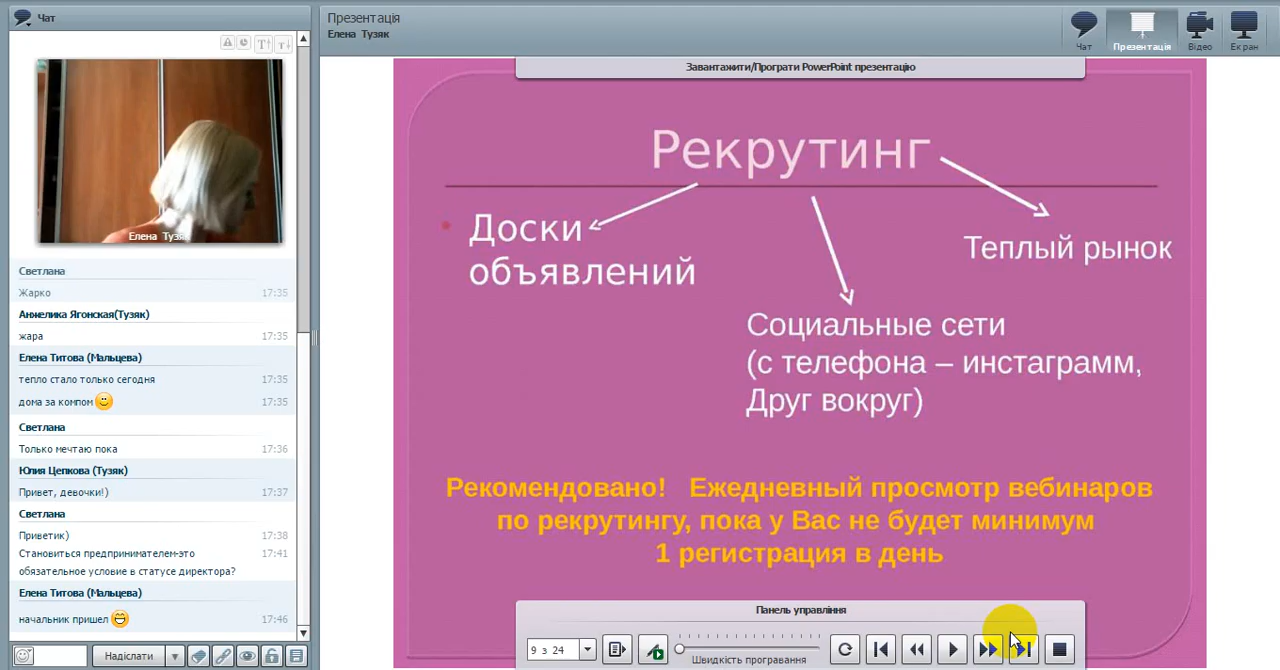 Чат
Презентація
Елена Тузяк
Чат
Презентація
Відео
Екран
Завантажити/Програти PowerPoint презентацію
Елена Тузяк
Светлана
Жарко 17:35
Анжелика Ягонская(Тузяк)
жара 17:35
Елена Титова (Мальцева)
тепло стало только сегодня 17:35
дома за компом 17:35
Светлана
Только мечтаю пока 17:36
Юлия Цепкова (Тузяк)
Привет, девочки!) 17:37
Светлана
Приветик) 17:38
Становиться предпринимателем-это 17:41
обязательное условие в статусе директора?
Елена Титова (Мальцева)
начальник пришел 17:46
Надіслати
Рекрутинг
Доски
объявлений
Теплый рынок
Социальные сети
(с телефона – инстаграмм,
Друг вокруг)
Рекомендовано! Ежедневный просмотр вебинаров
по рекрутингу, пока у Вас не будет минимум
1 регистрация в день
Панель управління
9 з 24
Швидкість програвання